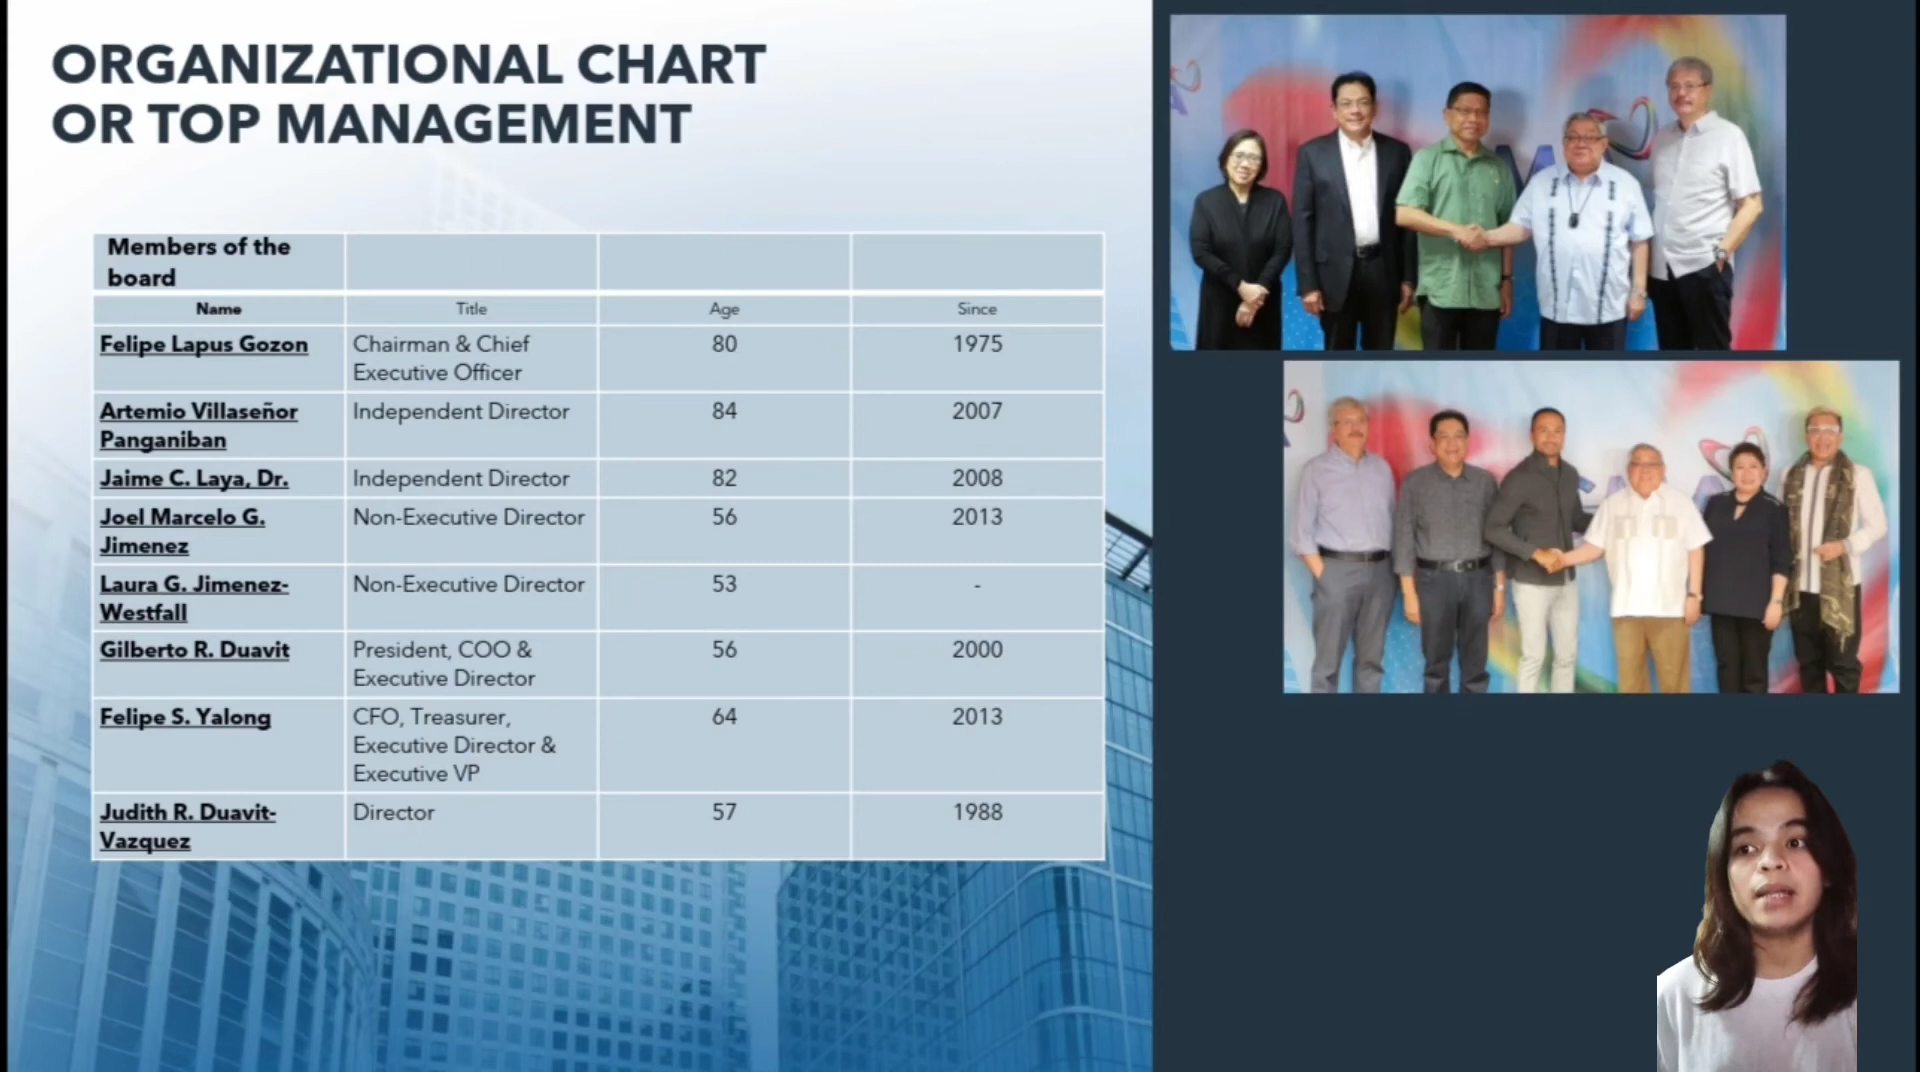 ORGANIZATIONAL CHART
OR TOP MANAGEMENT
Members of the
board
Name Title Age Since
Felipe Lapus Gozon Chairman & Chief 80 1975
Executive Officer
Artemio Villaseñor Independent Director 84 2007
Panganiban
Jaime C. Laya, Dr. Independent Director 82 2008
Joel Marcelo G. Non-Executive Director 56 2013
Jimenez
Laura G. Jimenez- Non-Executive Director 53 -
Westfall
Gilberto R. Duavit President, COO & 56 2000
Executive Director
Felipe S. Yalong CFO, Treasurer, 64 2013
Executive Director &
Executive VP
Judith R. Duavit- Director 57 1988
Vazquez